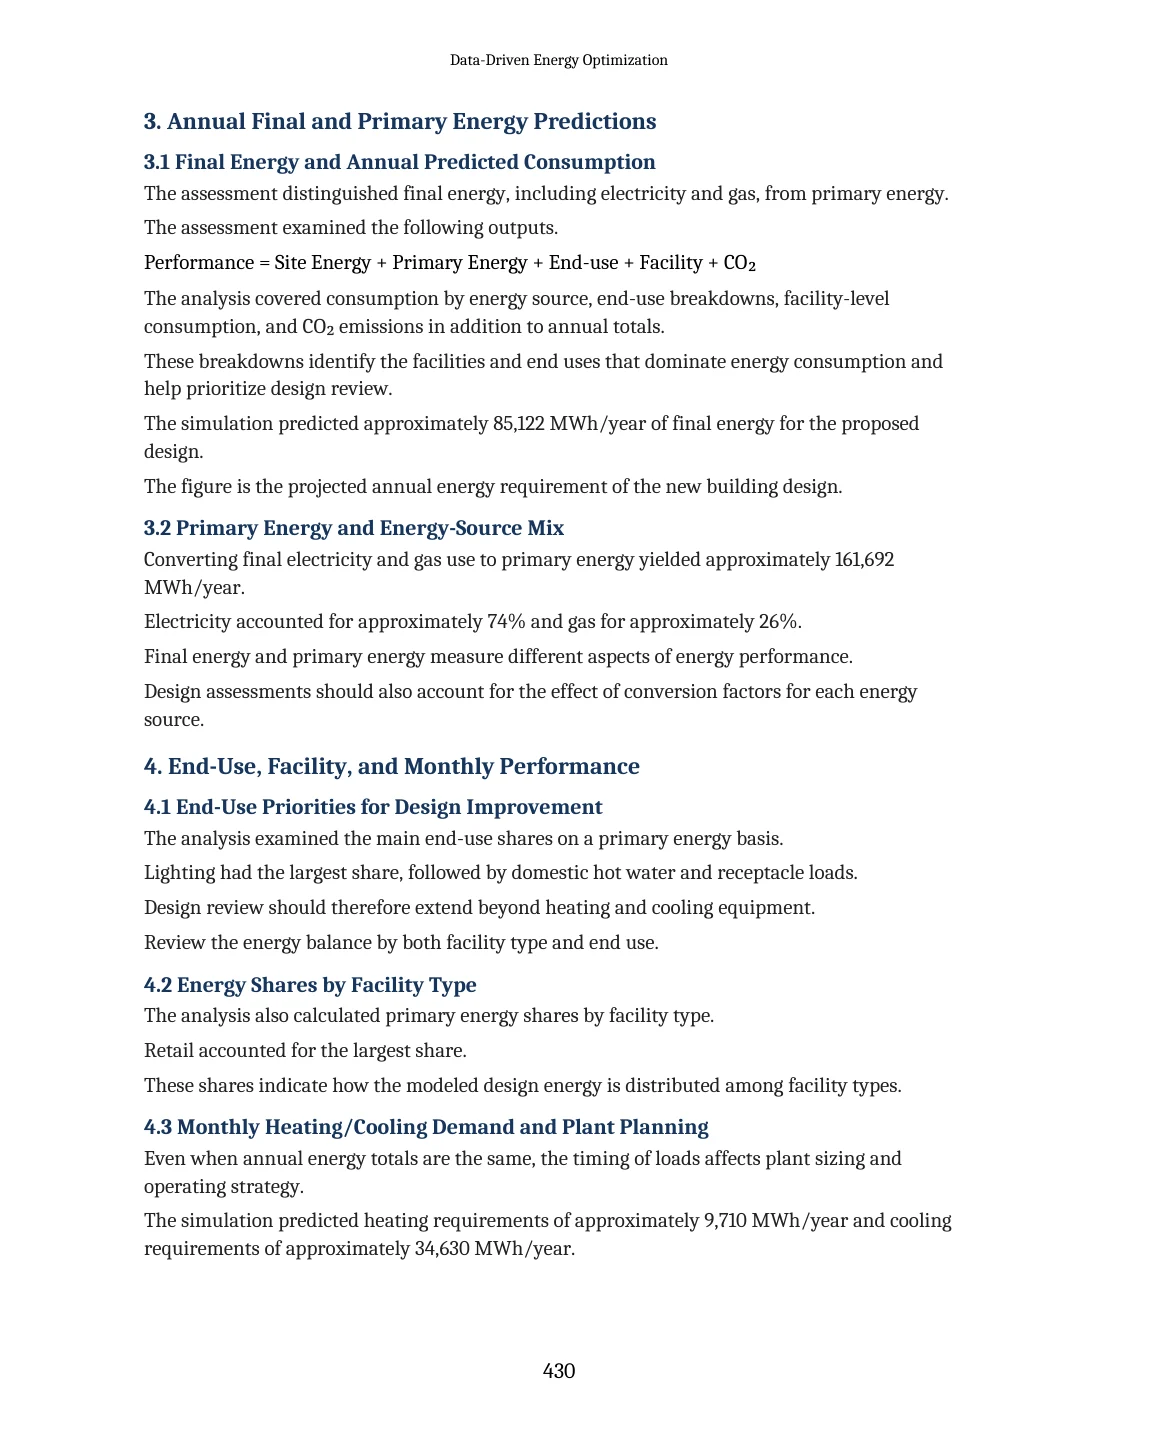 Data-Driven Energy Optimization
3. Annual Final and Primary Energy Predictions
3.1 Final Energy and Annual Predicted Consumption
The assessment distinguished final energy, including electricity and gas, from primary energy.
The assessment examined the following outputs.
Performance = Site Energy + Primary Energy + End-use + Facility + CO₂
The analysis covered consumption by energy source, end-use breakdowns, facility-level
consumption, and CO₂ emissions in addition to annual totals.
These breakdowns identify the facilities and end uses that dominate energy consumption and
help prioritize design review.
The simulation predicted approximately 85,122 MWh/year of final energy for the proposed
design.
The figure is the projected annual energy requirement of the new building design.
3.2 Primary Energy and Energy-Source Mix
Converting final electricity and gas use to primary energy yielded approximately 161,692
MWh/year.
Electricity accounted for approximately 74% and gas for approximately 26%.
Final energy and primary energy measure different aspects of energy performance.
Design assessments should also account for the effect of conversion factors for each energy
source.
4. End-Use, Facility, and Monthly Performance
4.1 End-Use Priorities for Design Improvement
The analysis examined the main end-use shares on a primary energy basis.
Lighting had the largest share, followed by domestic hot water and receptacle loads.
Design review should therefore extend beyond heating and cooling equipment.
Review the energy balance by both facility type and end use.
4.2 Energy Shares by Facility Type
The analysis also calculated primary energy shares by facility type.
Retail accounted for the largest share.
These shares indicate how the modeled design energy is distributed among facility types.
4.3 Monthly Heating/Cooling Demand and Plant Planning
Even when annual energy totals are the same, the timing of loads affects plant sizing and
operating strategy.
The simulation predicted heating requirements of approximately 9,710 MWh/year and cooling
requirements of approximately 34,630 MWh/year.
430